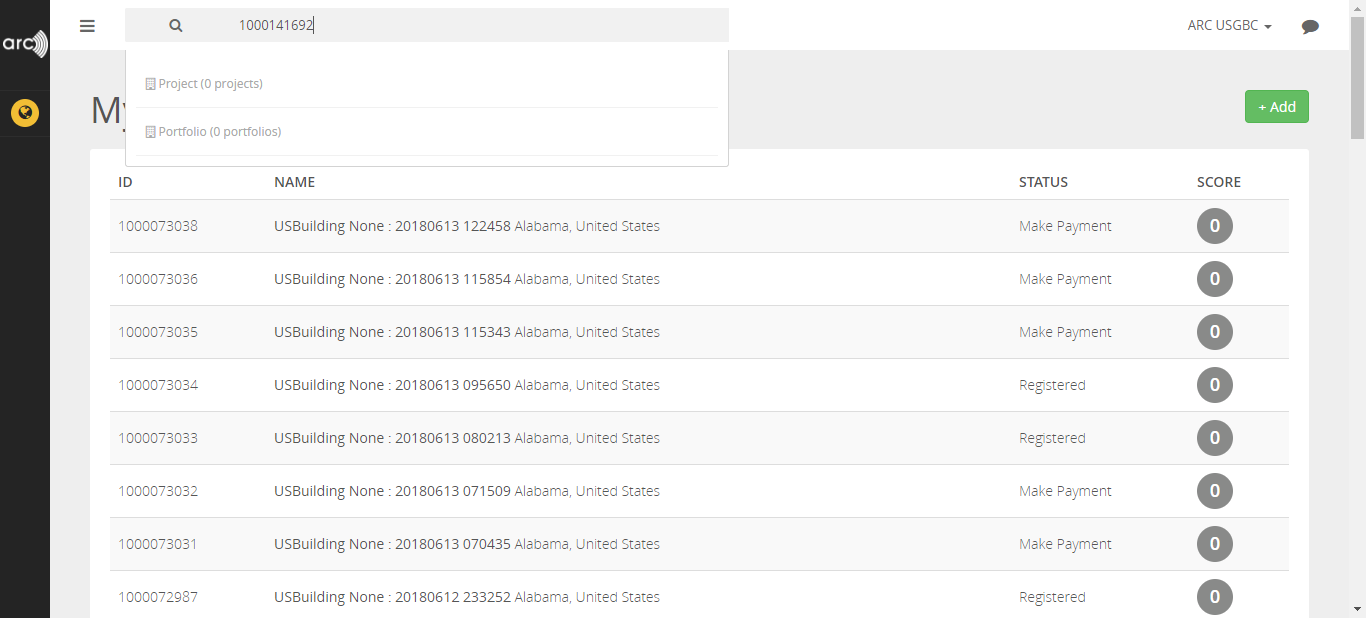 arc
1000141692
ARC USGBC
Project (0 projects)
My
+ Add
Portfolio (0 portfolios)
ID NAME STATUS SCORE
1000073038 USBuilding None : 20180613 122458 Alabama, United States Make Payment 0
1000073036 USBuilding None : 20180613 115854 Alabama, United States Make Payment 0
1000073035 USBuilding None : 20180613 115343 Alabama, United States Make Payment 0
1000073034 USBuilding None : 20180613 095650 Alabama, United States Registered 0
1000073033 USBuilding None : 20180613 080213 Alabama, United States Registered 0
1000073032 USBuilding None : 20180613 071509 Alabama, United States Make Payment 0
1000073031 USBuilding None : 20180613 070435 Alabama, United States Make Payment 0
1000072987 USBuilding None : 20180612 233252 Alabama, United States Registered 0